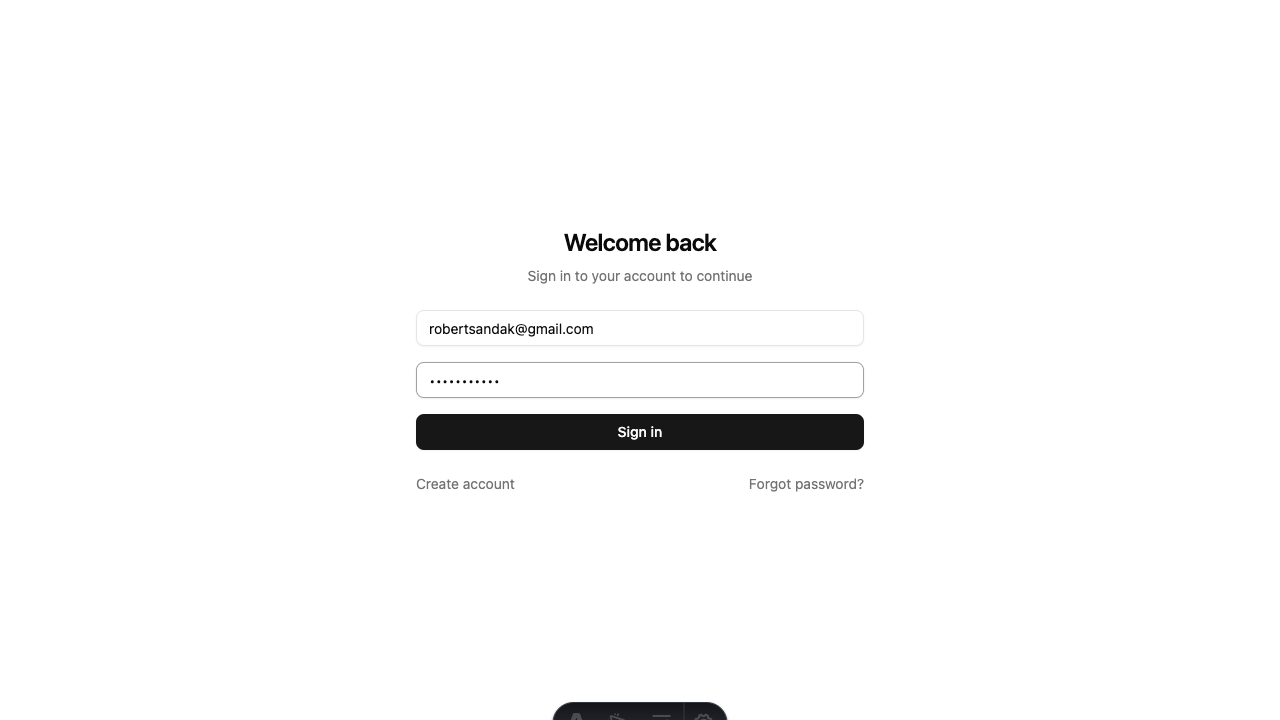 Welcome back
Sign in to your account to continue
robertsandak@gmail.com
•••••••••••
Sign in
Create account
Forgot password?